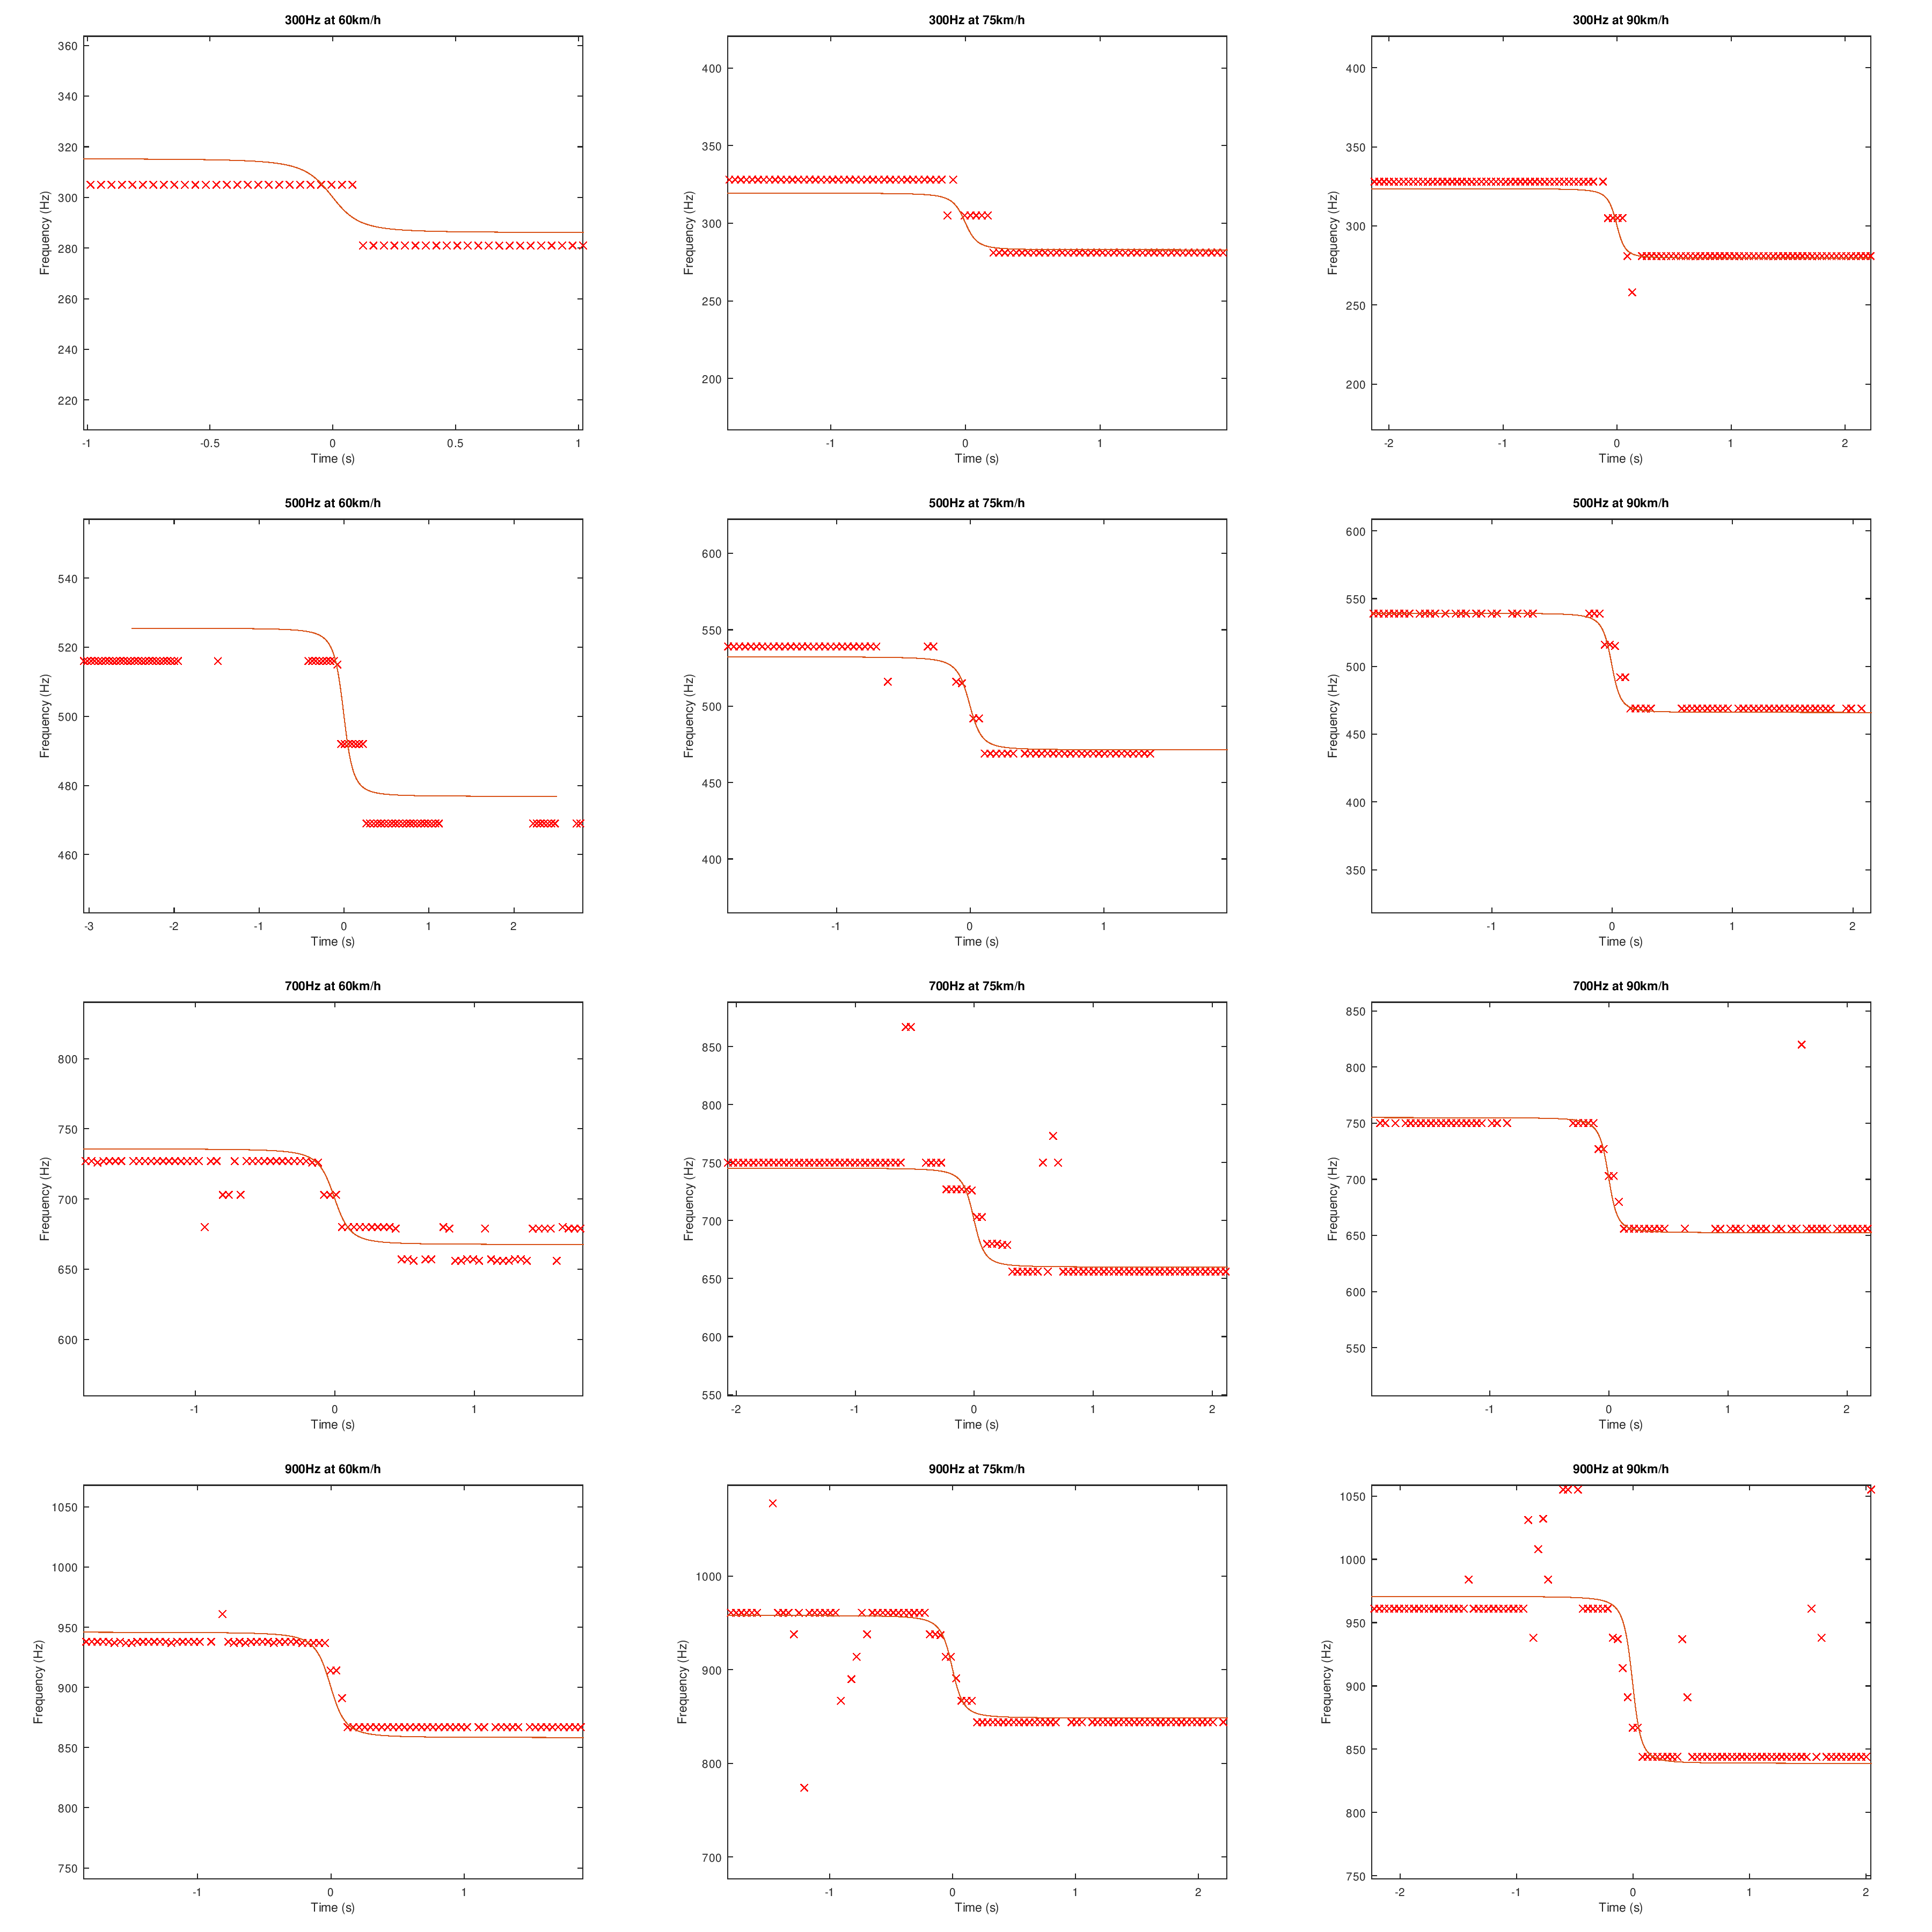 300Hz at 60km/h
Frequency (Hz)
360
340
320
300
280
260
240
220
-1 -0.5 0 0.5 1
Time (s)
300Hz at 75km/h
Frequency (Hz)
400
350
300
250
200
-1 0 1
Time (s)
300Hz at 90km/h
Frequency (Hz)
400
350
300
250
200
-2 -1 0 1 2
Time (s)
500Hz at 60km/h
Frequency (Hz)
540
520
500
480
460
-3 -2 -1 0 1 2
Time (s)
500Hz at 75km/h
Frequency (Hz)
600
550
500
450
400
-1 0 1
Time (s)
500Hz at 90km/h
Frequency (Hz)
600
550
500
450
400
350
-1 0 1 2
Time (s)
700Hz at 60km/h
Frequency (Hz)
800
750
700
650
600
-1 0 1
Time (s)
700Hz at 75km/h
Frequency (Hz)
850
800
750
700
650
600
550
-2 -1 0 1 2
Time (s)
700Hz at 90km/h
Frequency (Hz)
850
800
750
700
650
600
550
-1 0 1 2
Time (s)
900Hz at 60km/h
Frequency (Hz)
1050
1000
950
900
850
800
750
-1 0 1
Time (s)
900Hz at 75km/h
Frequency (Hz)
1000
900
800
700
-1 0 1 2
Time (s)
900Hz at 90km/h
Frequency (Hz)
1050
1000
950
900
850
800
750
-2 -1 0 1 2
Time (s)